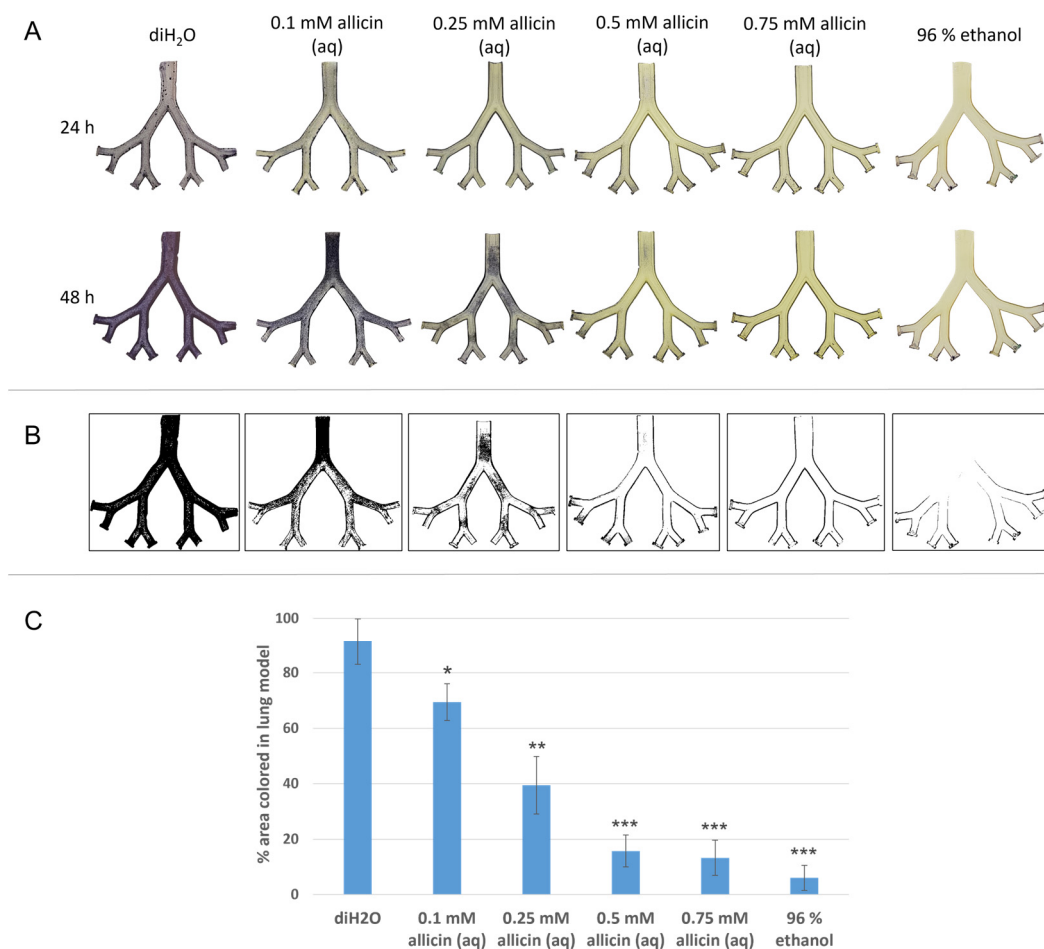 A
diH₂O
0.1 mM allicin
(aq)
0.25 mM allicin
(aq)
0.5 mM allicin
(aq)
0.75 mM allicin
(aq)
96 % ethanol
24 h
48 h
B
C
% area colored in lung model
100
80
60
40
20
0
*
**
***
***
***
diH2O
0.1 mM
allicin (aq)
0.25 mM
allicin (aq)
0.5 mM
allicin (aq)
0.75 mM
allicin (aq)
96 %
ethanol